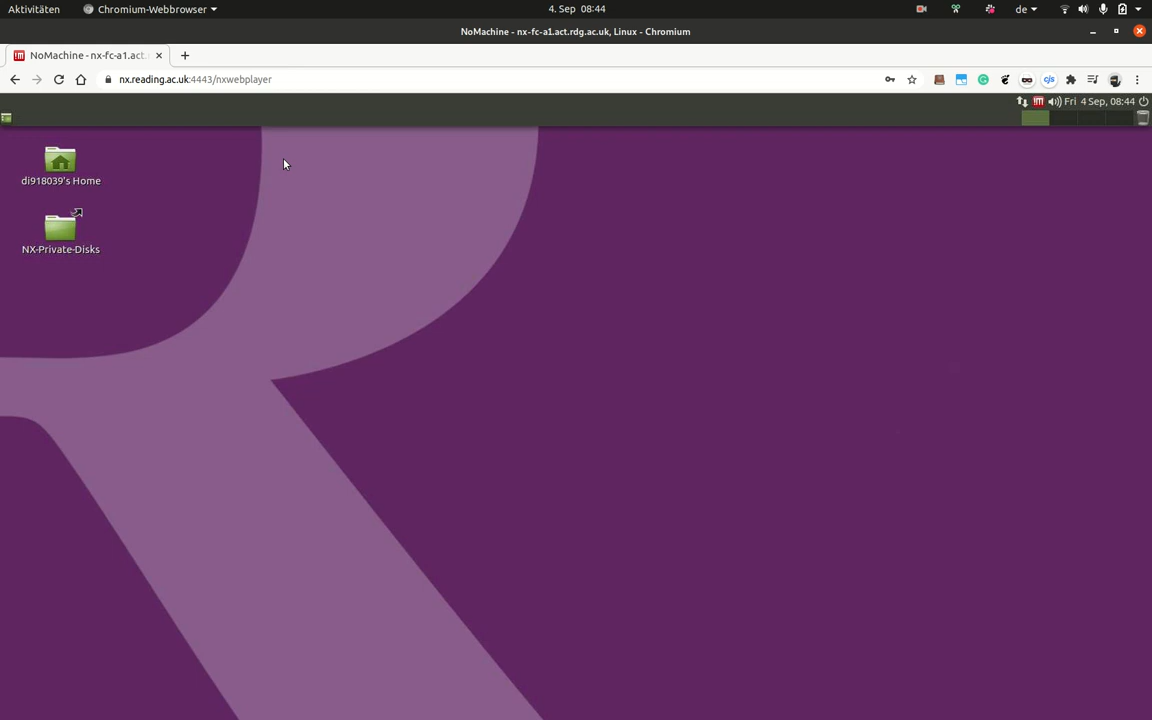 Aktivitäten
Chromium-Webbrowser
4. Sep 08:44
de
NoMachine - nx-fc-a1.act.rdg.ac.uk, Linux - Chromium
NoMachine - nx-fc-a1.act.
nx.reading.ac.uk:4443/nxwebplayer
Fri 4 Sep, 08:44
di918039's Home
NX-Private-Disks